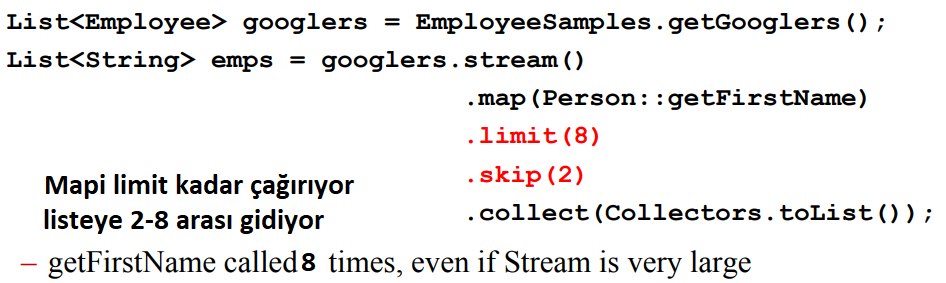 List<Employee> googlers = EmployeeSamples.getGooglers();
List<String> emps = googlers.stream()
.map(Person::getFirstName)
.limit(8)
.skip(2)
.collect(Collectors.toList());
Mapi limit kadar çağırıyor
listeye 2-8 arası gidiyor
– getFirstName called 8 times, even if Stream is very large